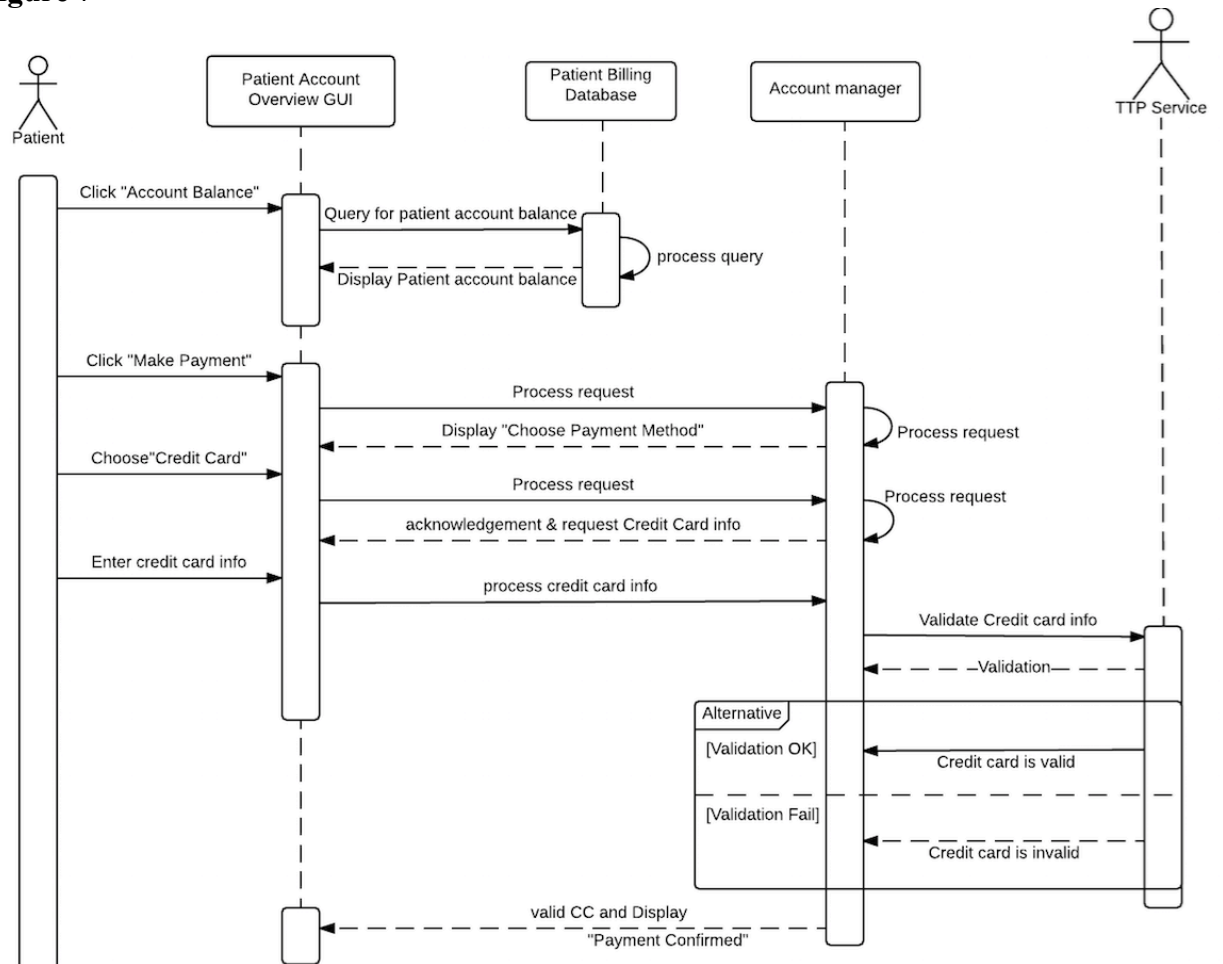 Patient
Patient Account
Overview GUI
Patient Billing
Database
Account manager
TTP Service
Click "Account Balance"
Query for patient account balance
process query
Display Patient account balance
Click "Make Payment"
Process request
Process request
Display "Choose Payment Method"
Choose"Credit Card"
Process request
Process request
acknowledgement & request Credit Card info
Enter credit card info
process credit card info
Validate Credit card info
Validation
Alternative
[Validation OK]
Credit card is valid
[Validation Fail]
Credit card is invalid
valid CC and Display
"Payment Confirmed"